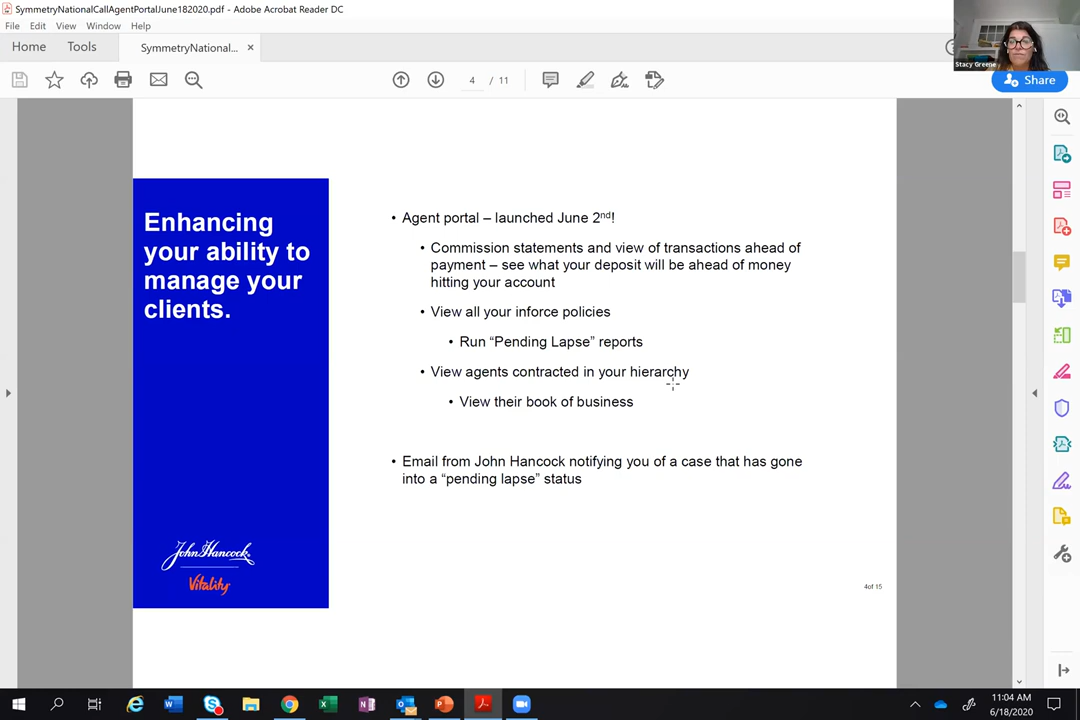 SymmetryNationalCallAgentPortalJune182020.pdf - Adobe Acrobat Reader DC
File Edit View Window Help
Home Tools SymmetryNational... ×
4 / 11
Share
Stacy Greene
Enhancing
your ability to
manage your
clients.
John Hancock
Vitality
• Agent portal – launched June 2nd!
• Commission statements and view of transactions ahead of
payment – see what your deposit will be ahead of money
hitting your account
• View all your inforce policies
• Run “Pending Lapse” reports
• View agents contracted in your hierarchy
• View their book of business
• Email from John Hancock notifying you of a case that has gone
into a “pending lapse” status
4of 15
11:04 AM
6/18/2020